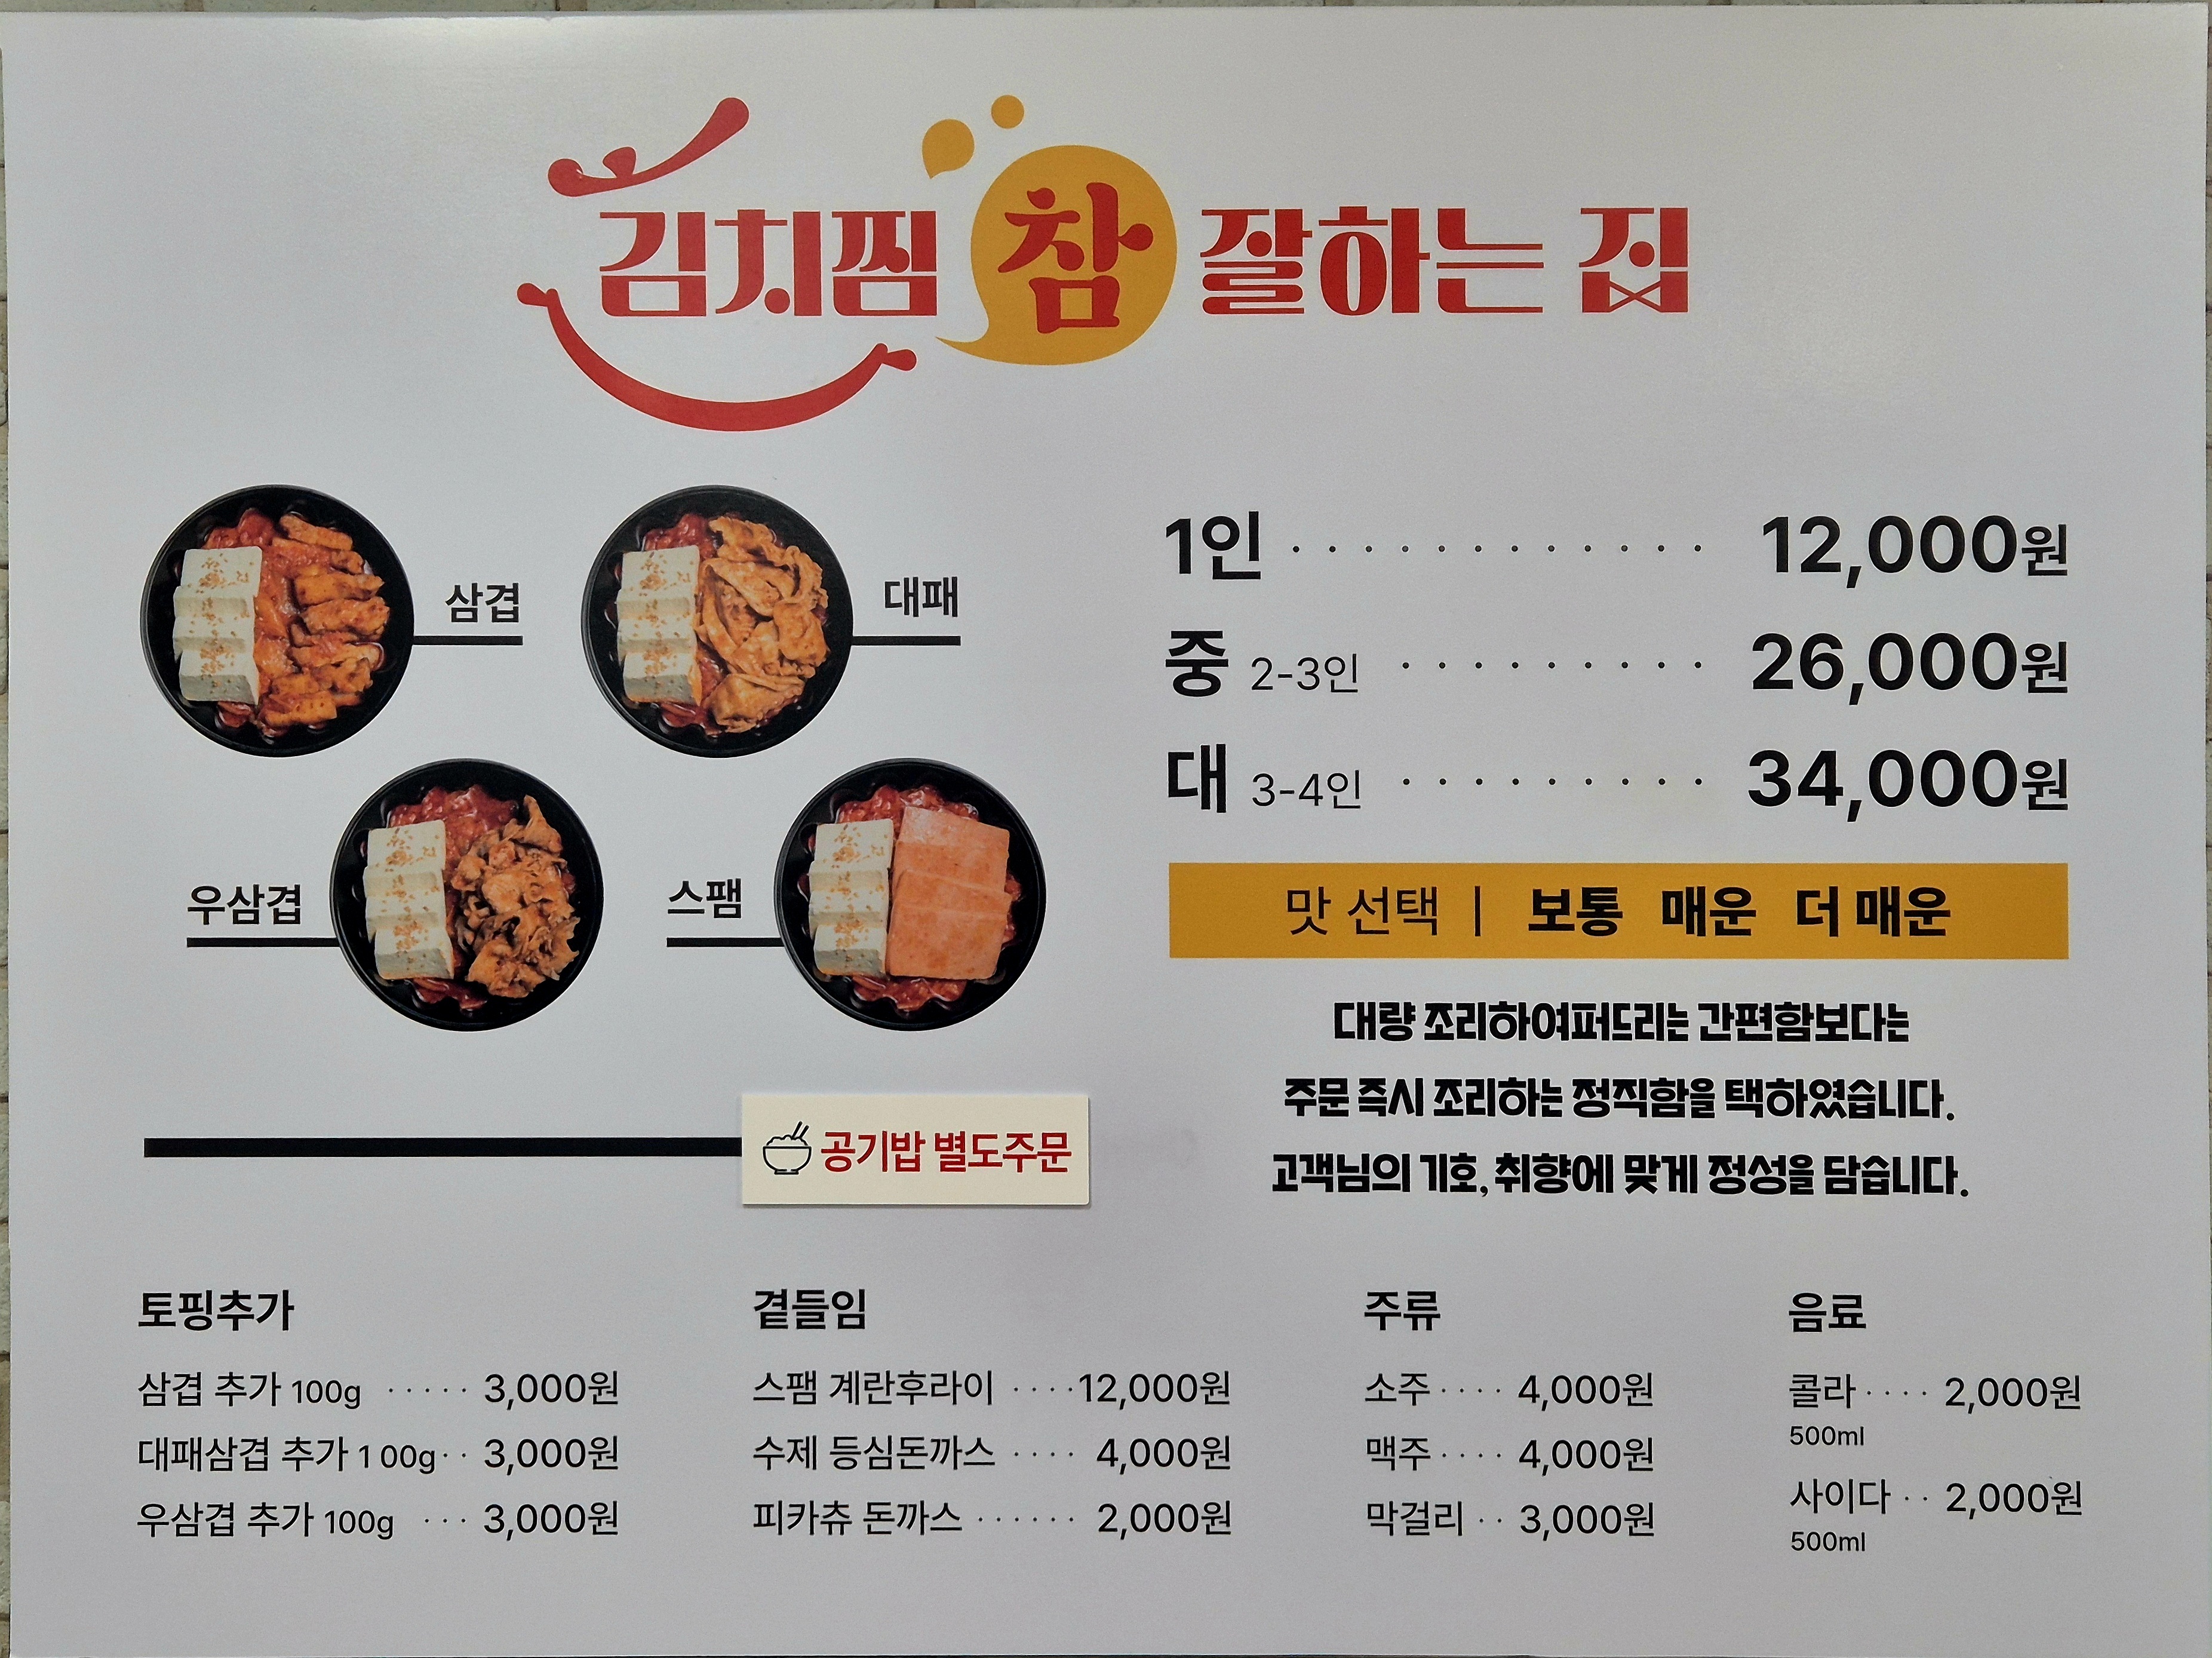 김치찜 참 잘하는 집
삼겹
대패
우삼겹
스팸
1인 · · · · · · · · · · · · 12,000원
중 2-3인 · · · · · · · · · 26,000원
대 3-4인 · · · · · · · · · 34,000원
맛 선택 | 보통 매운 더 매운
대량 조리하여퍼드리는 간편함보다는
주문 즉시 조리하는 정직함을 택하였습니다.
고객님의 기호, 취향에 맞게 정성을 담습니다.
공기밥 별도주문
토핑추가
삼겹 추가 100g · · · · · 3,000원
대패삼겹 추가 1 00g · · 3,000원
우삼겹 추가 100g · · · 3,000원
곁들임
스팸 계란후라이 · · · · 12,000원
수제 등심돈까스 · · · · 4,000원
피카츄 돈까스 · · · · · · 2,000원
주류
소주 · · · · 4,000원
맥주 · · · · 4,000원
막걸리 · · 3,000원
음료
콜라 · · · · 2,000원
500ml
사이다 · · 2,000원
500ml